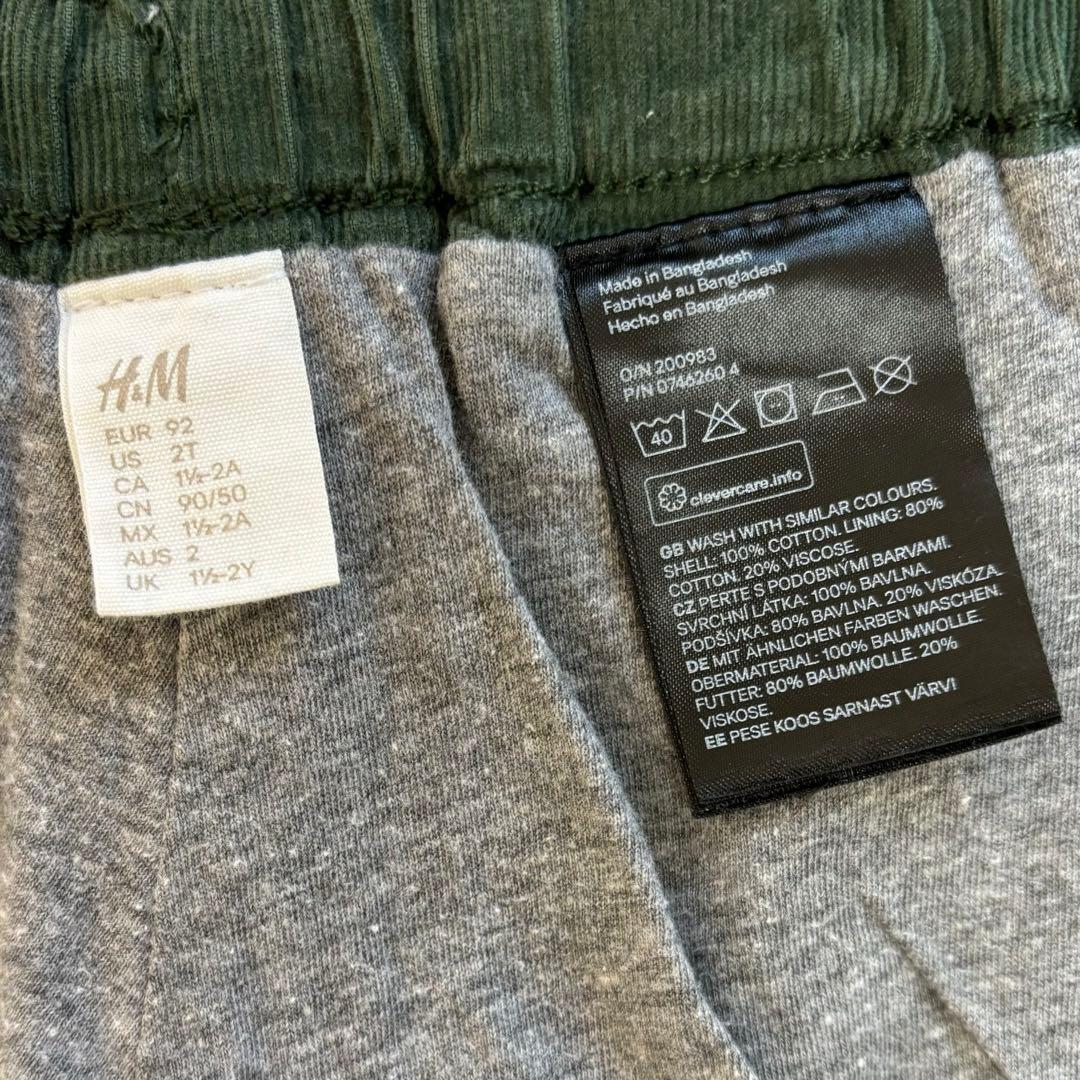 H&M
EUR 92
US 2T
CA 1½-2A
CN 90/50
MX 1½-2A
AUS 2
UK 1½-2Y
Made in Bangladesh
Fabriqué au Bangladesh
Hecho en Bangladesh
O/N 200983
P/N 0746260 4
40
clevercare.info
GB WASH WITH SIMILAR COLOURS.
SHELL: 100% COTTON. LINING: 80%
COTTON. 20% VISCOSE.
CZ PERTE S PODOBNÝMI BARVAMI.
SVRCHNÍ LÁTKA: 100% BAVLNA.
PODŠÍVKA: 80% BAVLNA. 20% VISKÓZA.
DE MIT ÄHNLICHEN FARBEN WASCHEN.
OBERMATERIAL: 100% BAUMWOLLE.
FUTTER: 80% BAUMWOLLE. 20%
VISKOSE.
EE PESE KOOS SARNAST VÄRVI